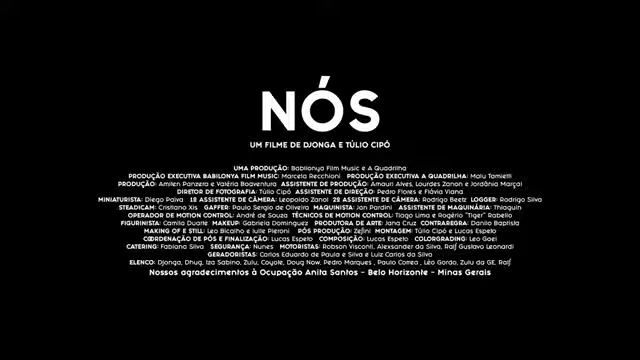 NÓS
UM FILME DE DJONGA E TÚLIO CIPÓ
UMA PRODUÇÃO: Babilonya Film Music e A Quadrilha
PRODUÇÃO EXECUTIVA BABILONYA FILM MUSIC: Marcela Recchioni PRODUÇÃO EXECUTIVA A QUADRILHA: Malu Tamietti
PRODUÇÃO: Amilen Panzera e Valéria Boaventura ASSISTENTE DE PRODUÇÃO: Amauri Alves, Lourdes Zanon e Jordânia Marçal
DIRETOR DE FOTOGRAFIA: Túlio Cipó ASSISTENTE DE DIREÇÃO: Pedro Flores e Flávia Viana
MINIATURISTA: Diego Paiva 1º ASSISTENTE DE CÂMERA: Leopoldo Zanol 2º ASSISTENTE DE CÂMERA: Rodrigo Beetz LOGGER: Rodrigo Silva
STEADICAM: Cristiano Xis GAFFER: Paulo Sergio de Oliveira MAQUINISTA: Jan Pardini ASSISTENTE DE MAQUINÁRIA: Thiaguin
OPERADOR DE MOTION CONTROL: André de Souza TÉCNICOS DE MOTION CONTROL: Tiago Lima e Rogério "Tiger" Rabello
FIGURINISTA: Camila Duarte MAKEUP: Gabriela Dominguez PRODUTORA DE ARTE: Jana Cruz CONTRAREGRA: Danilo Baptista
MAKING OF E STILL: Leo Bicalho e Iulie Pieroni PÓS PRODUÇÃO: Zefini MONTAGEM: Túlio Cipó e Lucas Espeto
COORDENAÇÃO DE PÓS E FINALIZAÇÃO: Lucas Espeto COMPOSIÇÃO: Lucas Espeto COLORGRADING: Leo Goei
CATERING: Fabiana Silva SEGURANÇA: Nunes MOTORISTAS: Robson Visconti, Alexsander da Silva, Ralf Gustavo Leonardi
GERADORISTAS: Carlos Eduardo de Paula e Silva e Luiz Carlos da Silva
ELENCO: Djonga, Dhug, Iza Sabino, Zulu, Coyote, Doug Now, Pedro Marques , Paulo Correa , Léo Gordo, Zulu da GE, Ralf
Nossos agradecimentos à Ocupação Anita Santos - Belo Horizonte - Minas Gerais